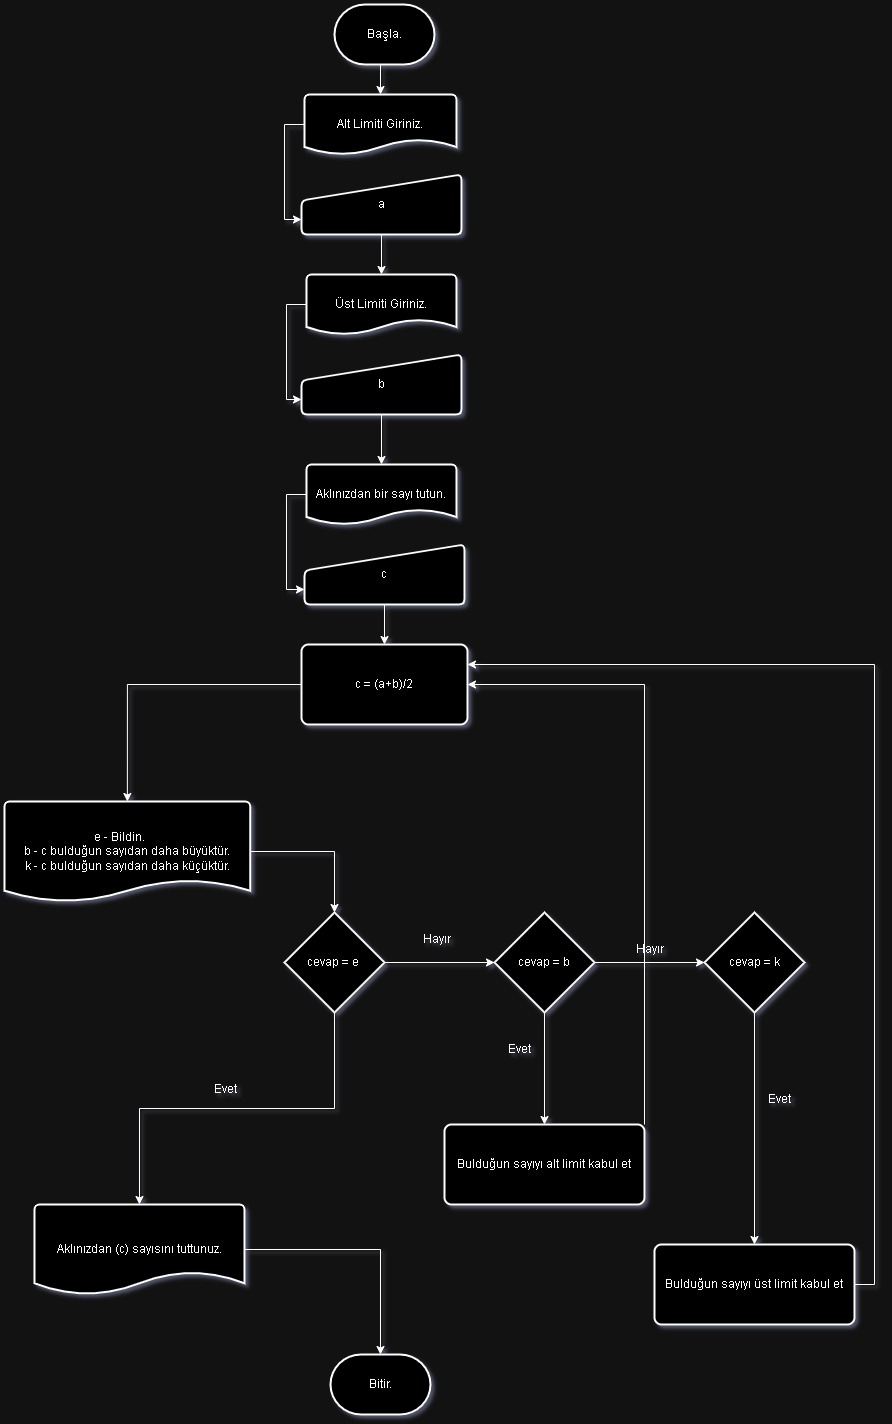 Başla.
Alt Limiti Giriniz.
a
Üst Limiti Giriniz.
b
Aklınızdan bir sayı tutun.
c
c = (a+b)/2
e - Bildin.
b - c bulduğun sayıdan daha büyüktür.
k - c bulduğun sayıdan daha küçüktür.
cevap = e
Hayır
cevap = b
Hayır
cevap = k
Evet
Evet
Evet
Bulduğun sayıyı alt limit kabul et
Aklınızdan (c) sayısını tuttunuz.
Bulduğun sayıyı üst limit kabul et
Bitir.